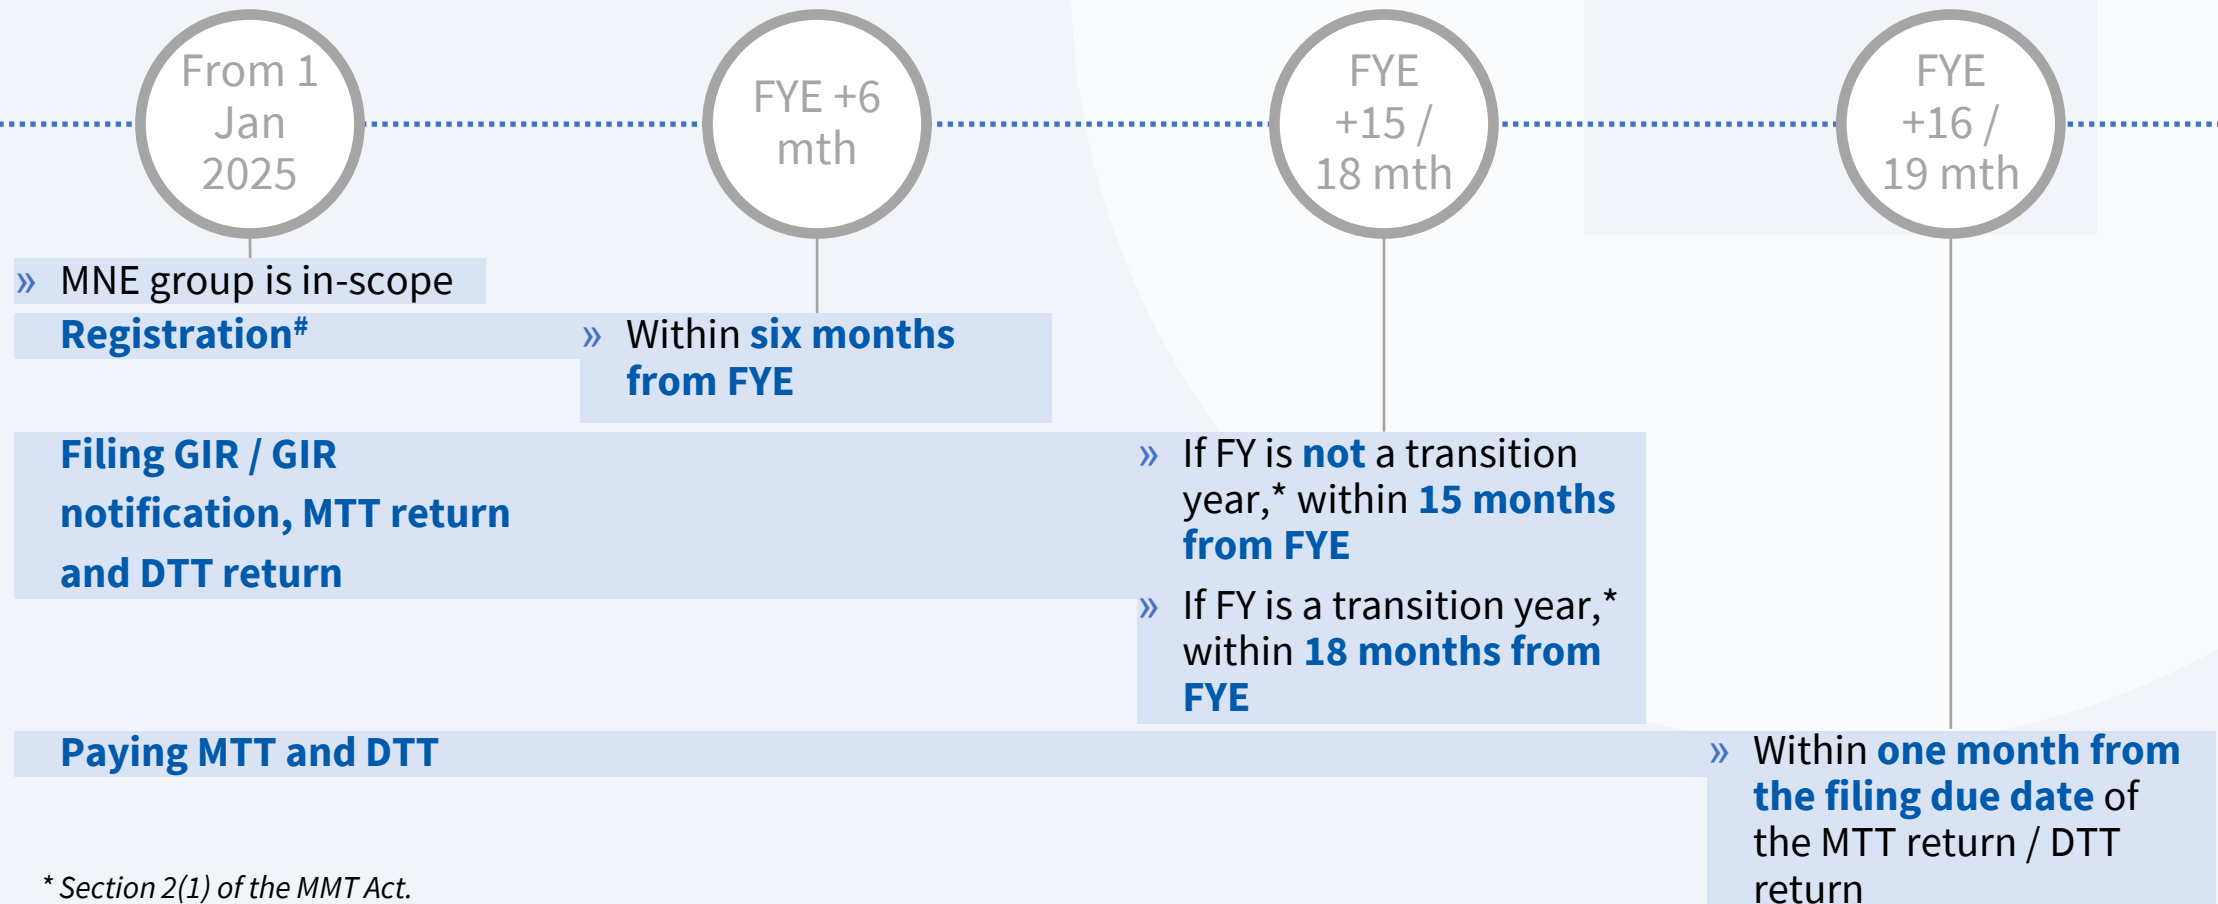 From 1
Jan
2025
FYE +6
mth
FYE
+15 /
18 mth
FYE
+16 /
19 mth
» MNE group is in-scope
Registration#
» Within six months
from FYE
Filing GIR / GIR
notification, MTT return
and DTT return
» If FY is not a transition
year,* within 15 months
from FYE
» If FY is a transition year,*
within 18 months from
FYE
Paying MTT and DTT
» Within one month from
the filing due date of
the MTT return / DTT
return
* Section 2(1) of the MMT Act.